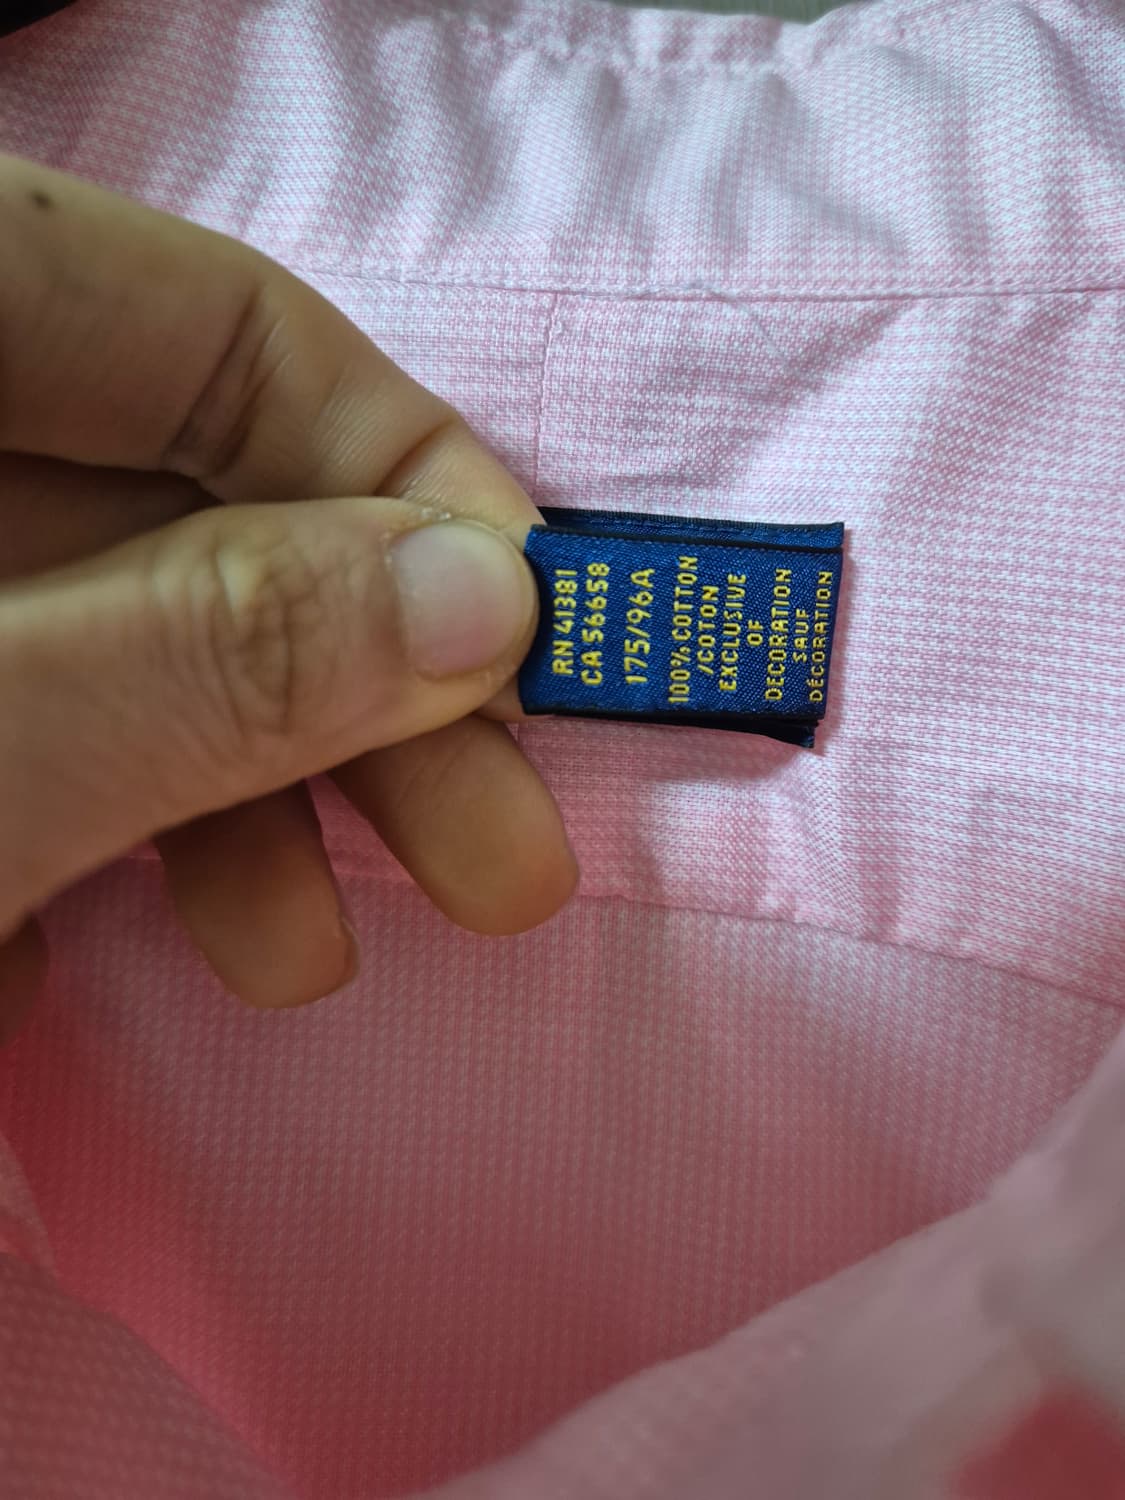 RN 41381
CA 56658
175/96A
100% COTTON
/COTON
EXCLUSIVE
OF
DECORATION
SAUF
DÉCORATION